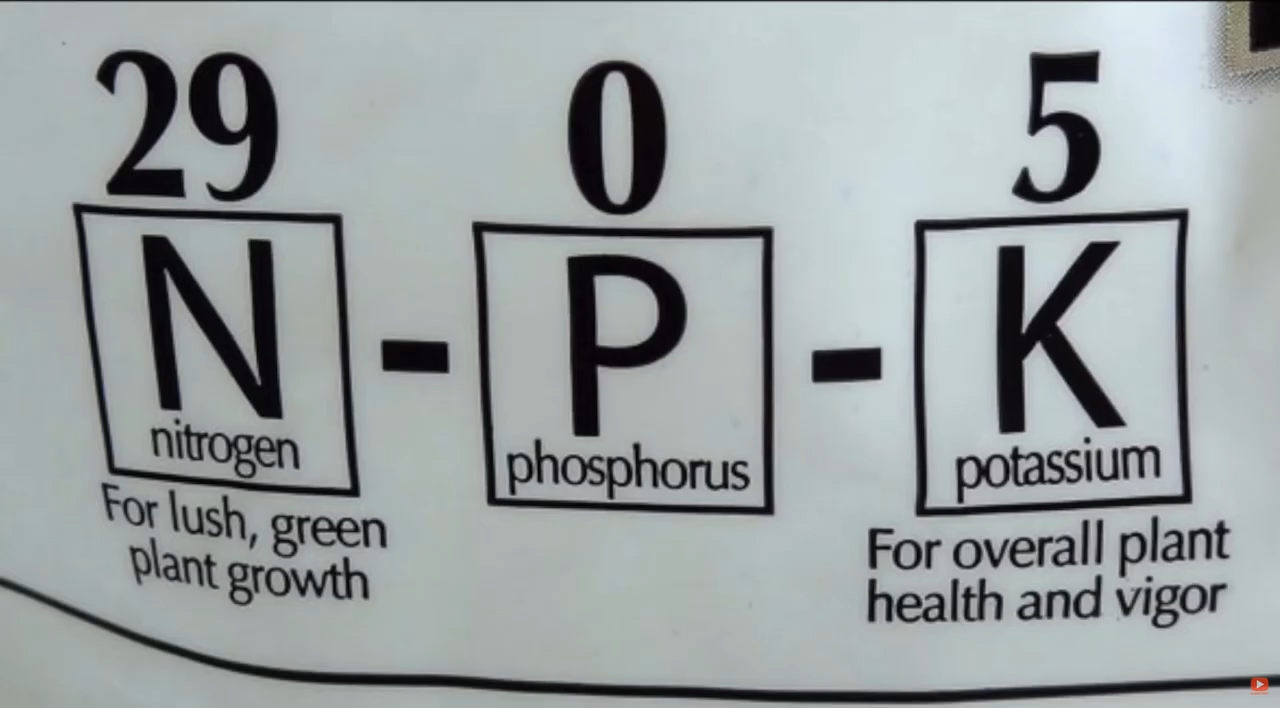 29 0 5
N - P - K
nitrogen phosphorus potassium
For lush, green
plant growth
For overall plant
health and vigor